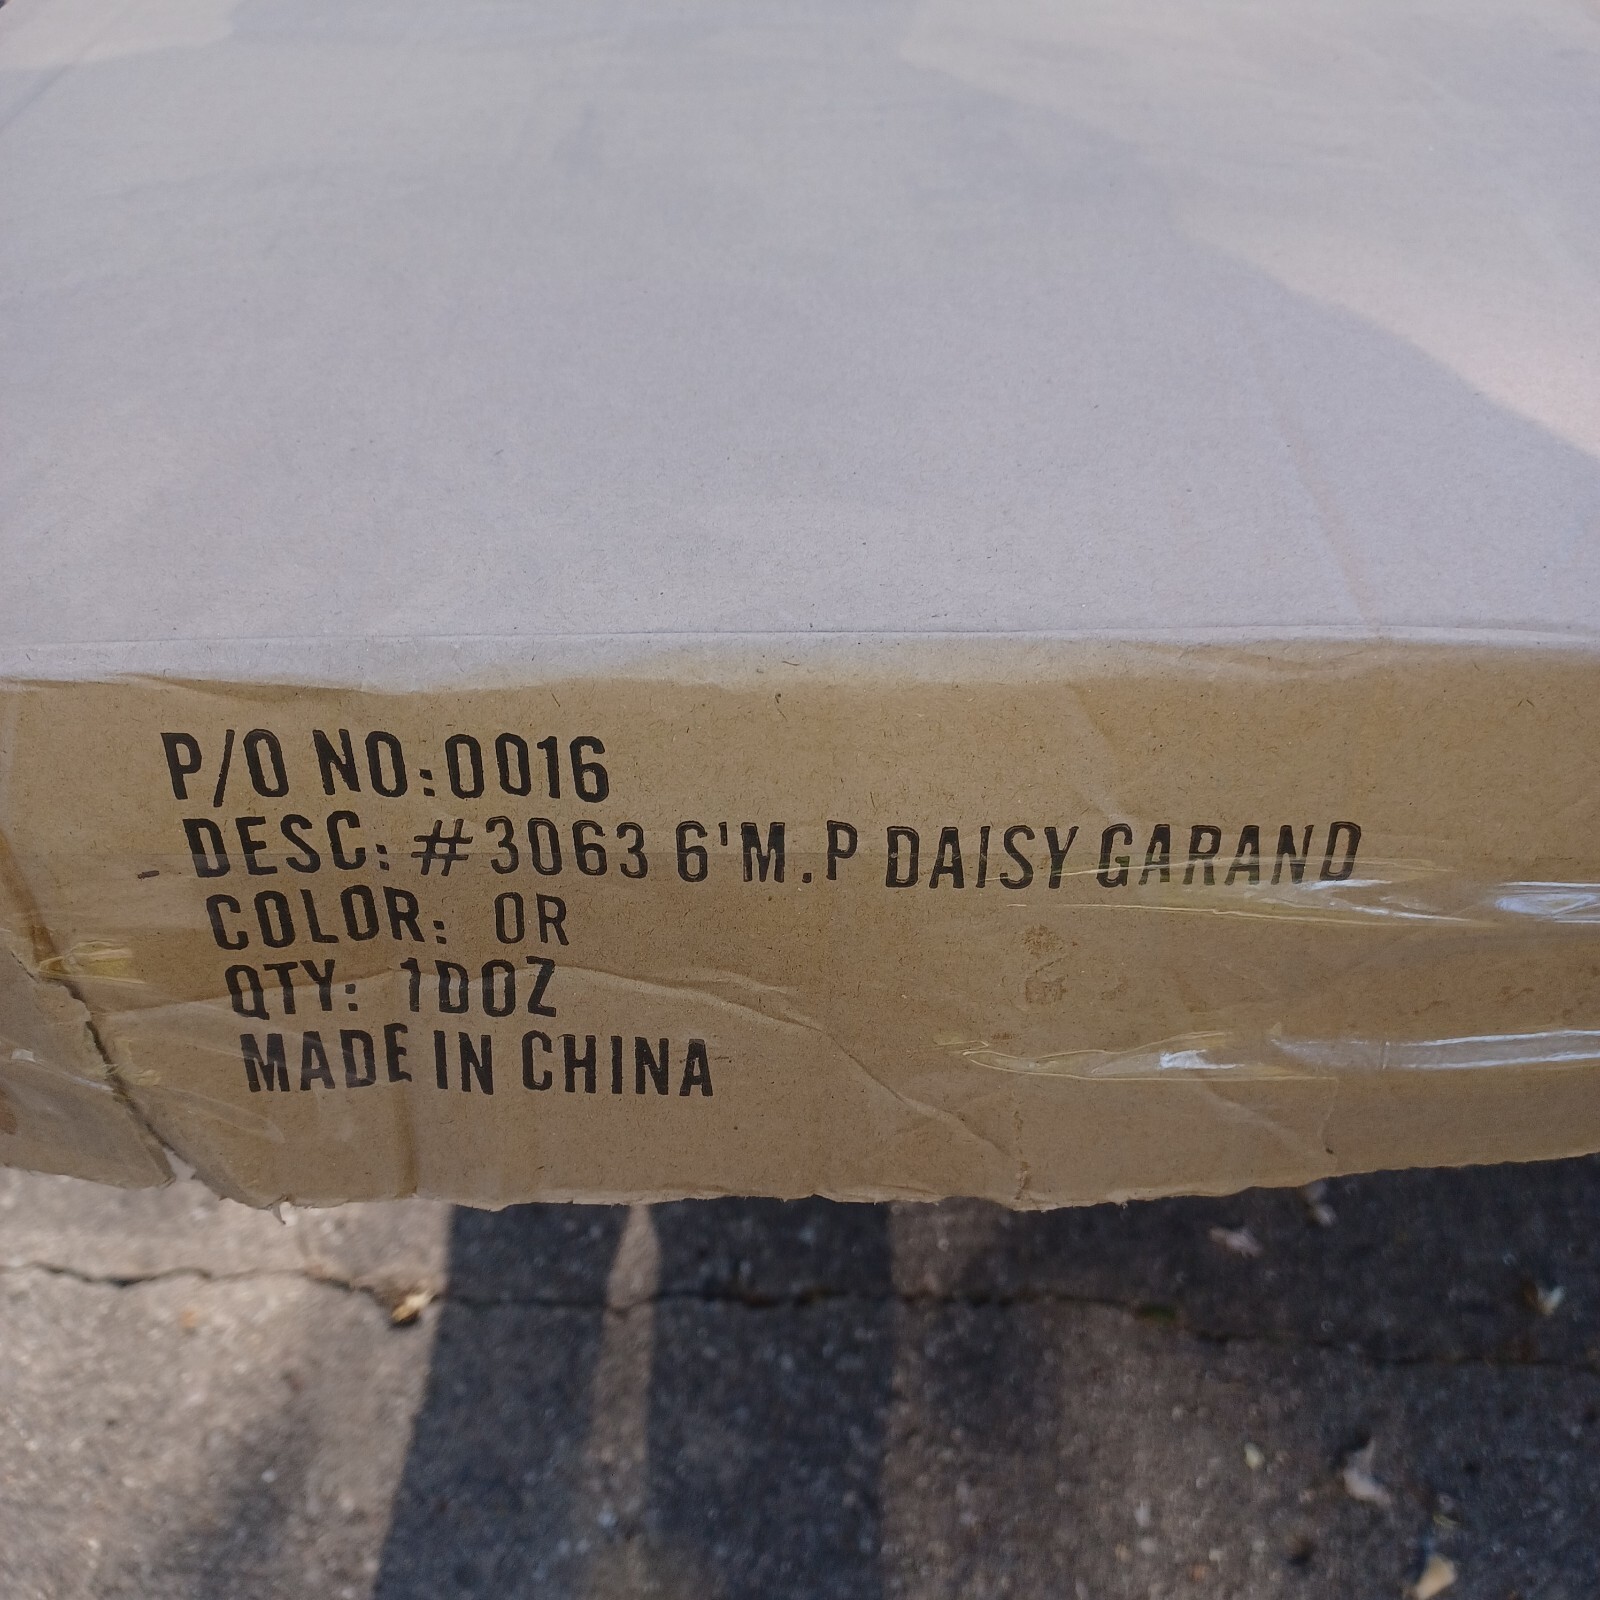 P/O NO:0016
DESC: #3063 6'M.P DAISY GARAND
COLOR: OR
QTY: 1DOZ
MADE IN CHINA